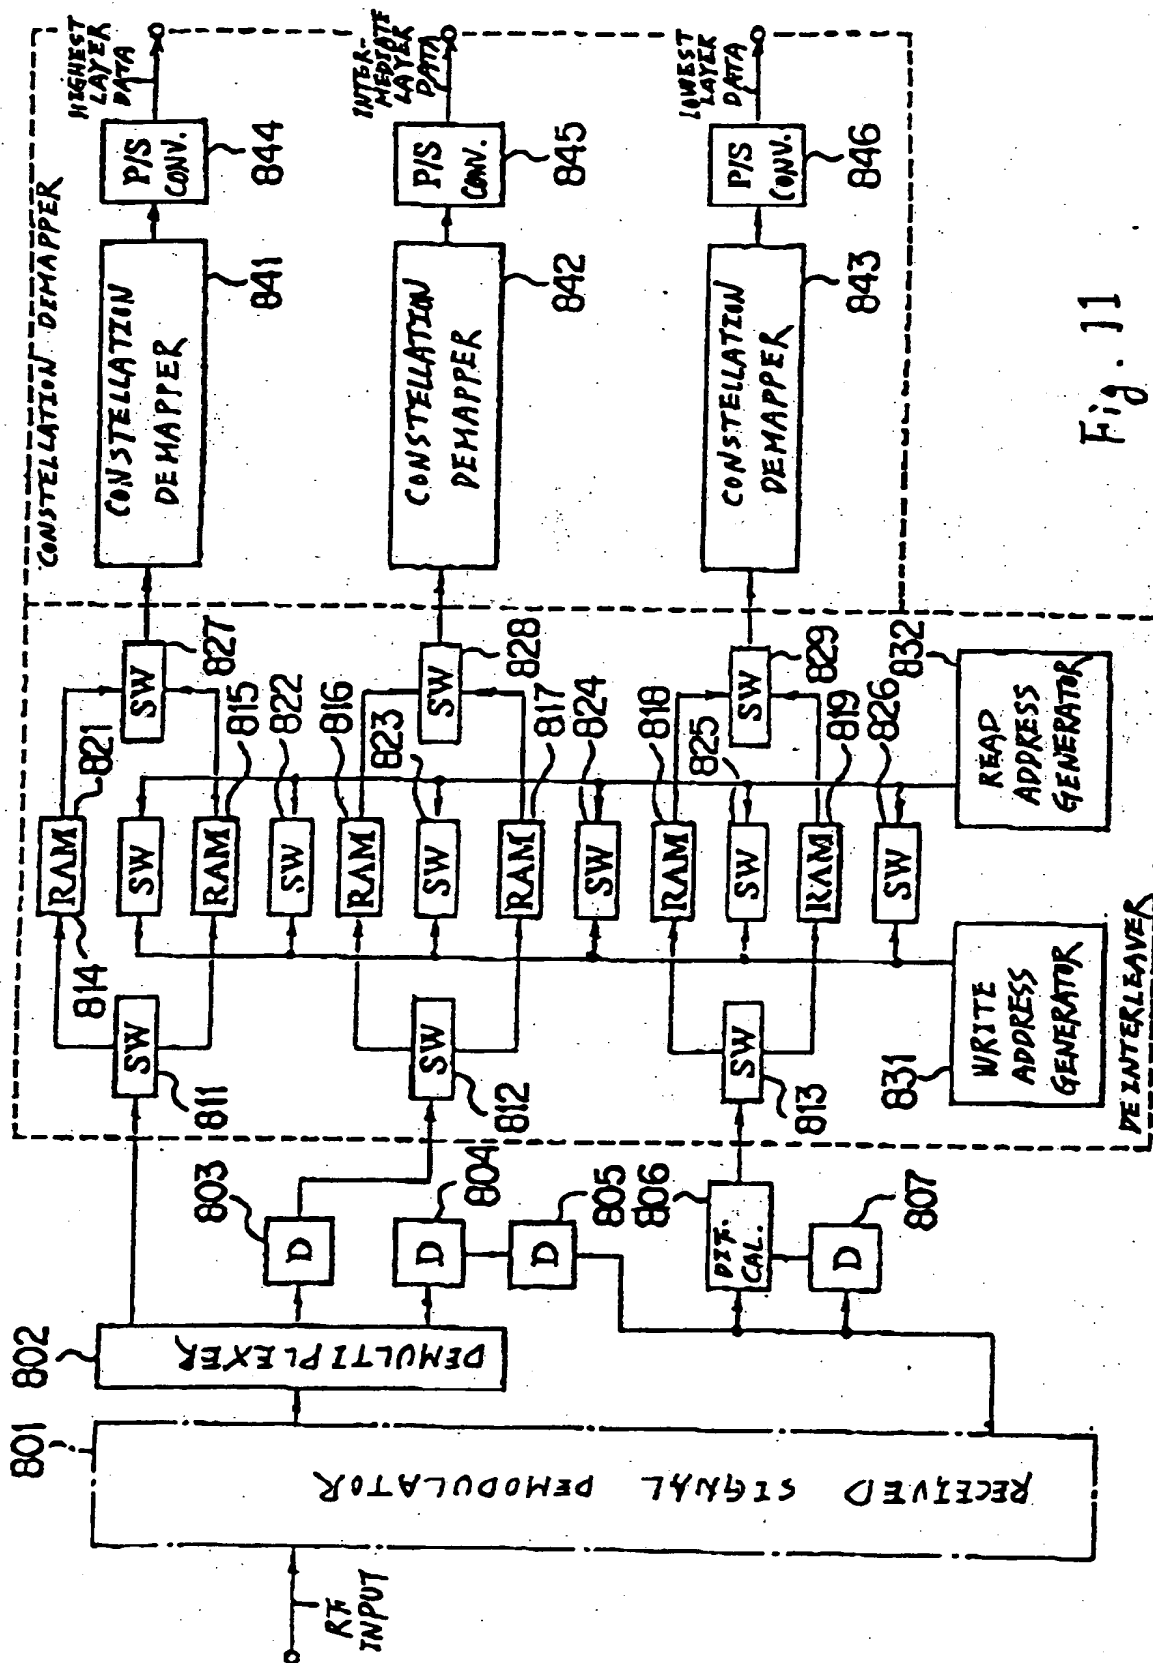 RF
INPUT
801
RECEIVED SIGNAL DEMODULATOR
802
DEMULTIPLEXER
803
D
804
D
805
D
806
DIF.
CAL.
807
D
DEINTERLEAVER
811
SW
812
SW
813
SW
814
RAM
821
SW
RAM
815
SW
822
RAM
816
SW
823
RAM
817
SW
824
RAM
818
SW
825
RAM
819
SW
826
SW
827
SW
828
SW
829
831
WRITE
ADDRESS
GENERATOR
832
READ
ADDRESS
GENERATOR
CONSTELLATION DEMAPPER
CONSTELLATION
DEMAPPER
841
CONSTELLATION
DEMAPPER
842
CONSTELLATION
DEMAPPER
843
P/S
CONV.
844
P/S
CONV.
845
P/S
CONV.
846
HIGHEST
LAYER
DATA
INTER-
MEDIATE
LAYER
DATA
LOWEST
LAYER
DATA
Fig. 11